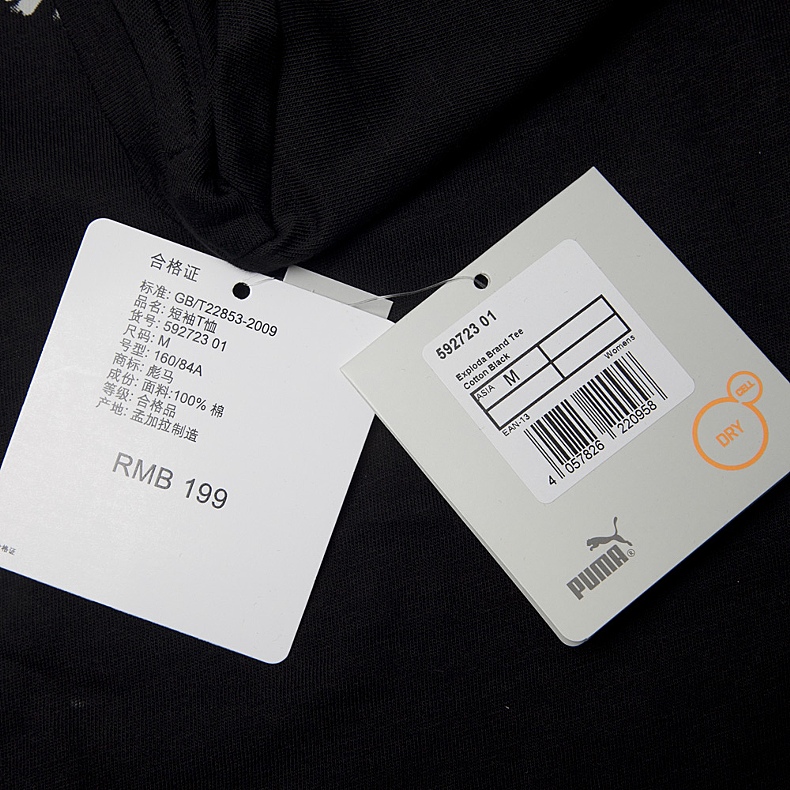 合格证
标准: GB/T22853-2009
品名: 短袖T恤
货号: 592723 01
尺码: M
号型: 160/84A
商标: 彪马
成份: 面料:100% 棉
等级: 合格品
产地: 孟加拉制造
RMB 199
格证
592723 01
Exploda Brand Tee
Cotton Black
ASIA M
Womens
EAN-13
4 057826 220958
DRY
CELL
PUMA®